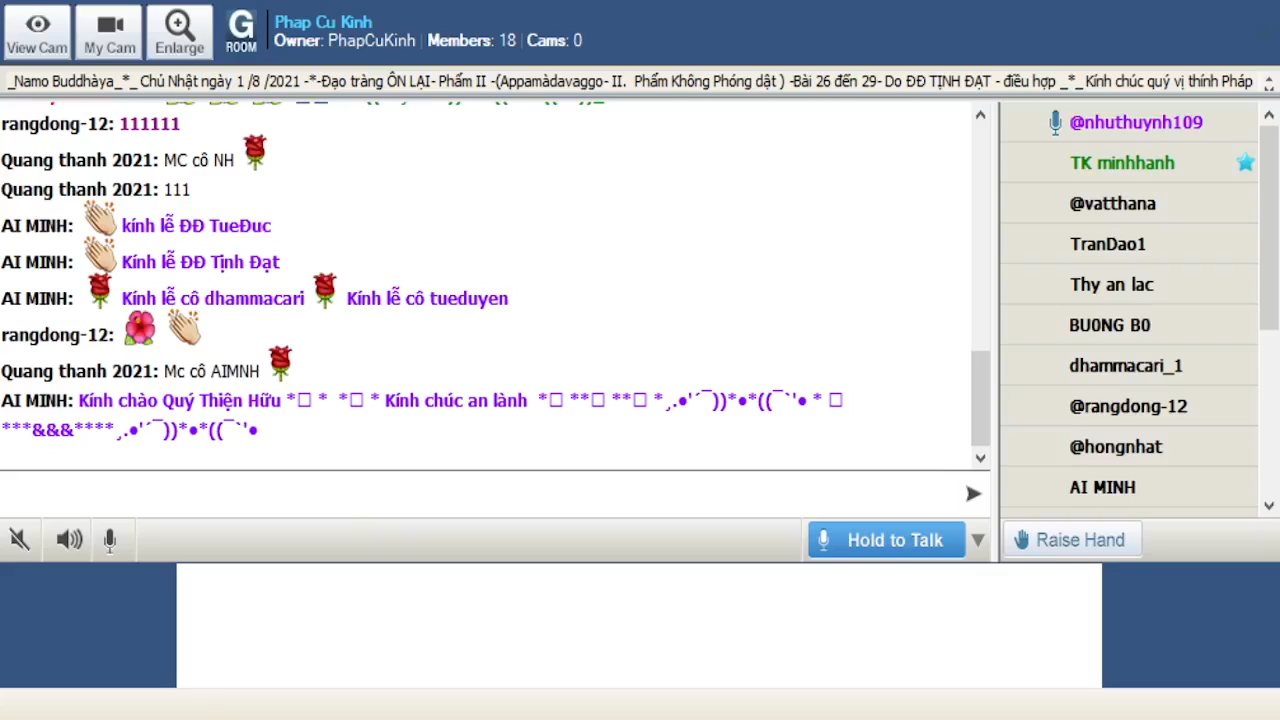 View Cam
My Cam
Enlarge
G
ROOM
Phap Cu Kinh
Owner: PhapCuKinh | Members: 18 | Cams: 0
_Namo Buddhàya_*_ Chủ Nhật ngày 1 /8 /2021 -*-Đạo tràng ÔN LẠI- Phẩm II -(Appamàdavaggo- II. Phẩm Không Phóng dật ) -Bài 26 đến 29- Do ĐĐ TỊNH ĐẠT - điều hợp _*_Kính chúc quý vị thính Pháp
rangdong-12: 111111
Quang thanh 2021: MC cô NH
Quang thanh 2021: 111
AI MINH: kính lễ ĐĐ TueĐuc
AI MINH: Kính lễ ĐĐ Tịnh Đạt
AI MINH: Kính lễ cô dhammacari Kính lễ cô tueduyen
rangdong-12:
Quang thanh 2021: Mc cô AIMNH
AI MINH: Kính chào Quý Thiện Hữu *□ * *□ * Kính chúc an lành *□ **□ **□ *¸.•'´¯))*•*((¯`'• * □
***&&&****¸.•'´¯))*•*((¯`'•
@nhuthuynh109
TK minhhanh
@vatthana
TranDao1
Thy an lac
BU0NG B0
dhammacari_1
@rangdong-12
@hongnhat
AI MINH
Hold to Talk
Raise Hand